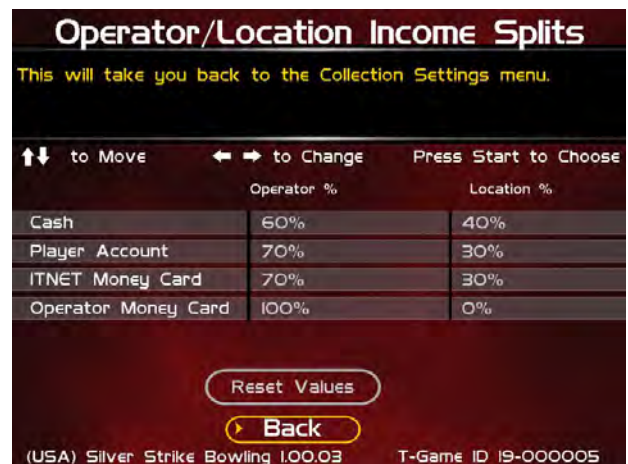 Operator/Location Income Splits
This will take you back to the Collection Settings menu.
to Move to Change Press Start to Choose
Operator % Location %
Cash 60% 40%
Player Account 70% 30%
ITNET Money Card 70% 30%
Operator Money Card 100% 0%
Reset Values
Back
(USA) Silver Strike Bowling 1.00.03 T-Game ID 19-000005